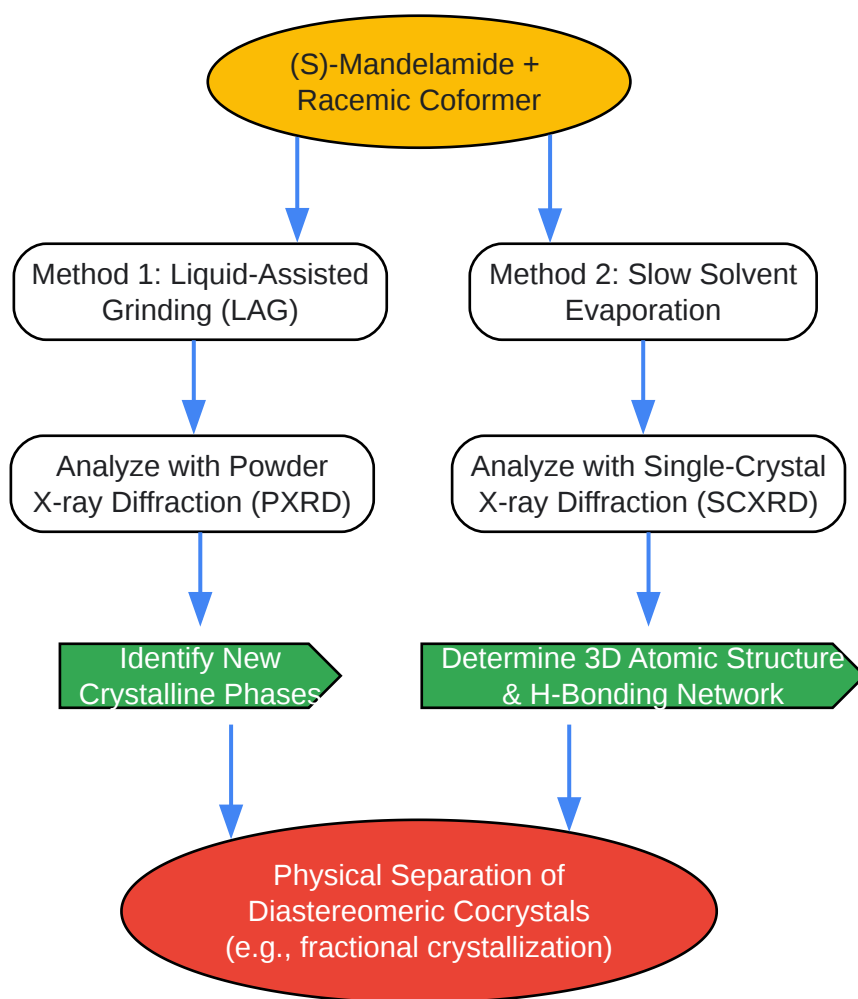 (S)-Mandelamide +
Racemic Coformer
Method 1: Liquid-Assisted
Grinding (LAG)
Method 2: Slow Solvent
Evaporation
Analyze with Powder
X-ray Diffraction (PXRD)
Analyze with Single-Crystal
X-ray Diffraction (SCXRD)
Identify New
Crystalline Phases
Determine 3D Atomic Structure
& H-Bonding Network
Physical Separation of
Diastereomeric Cocrystals
(e.g., fractional crystallization)